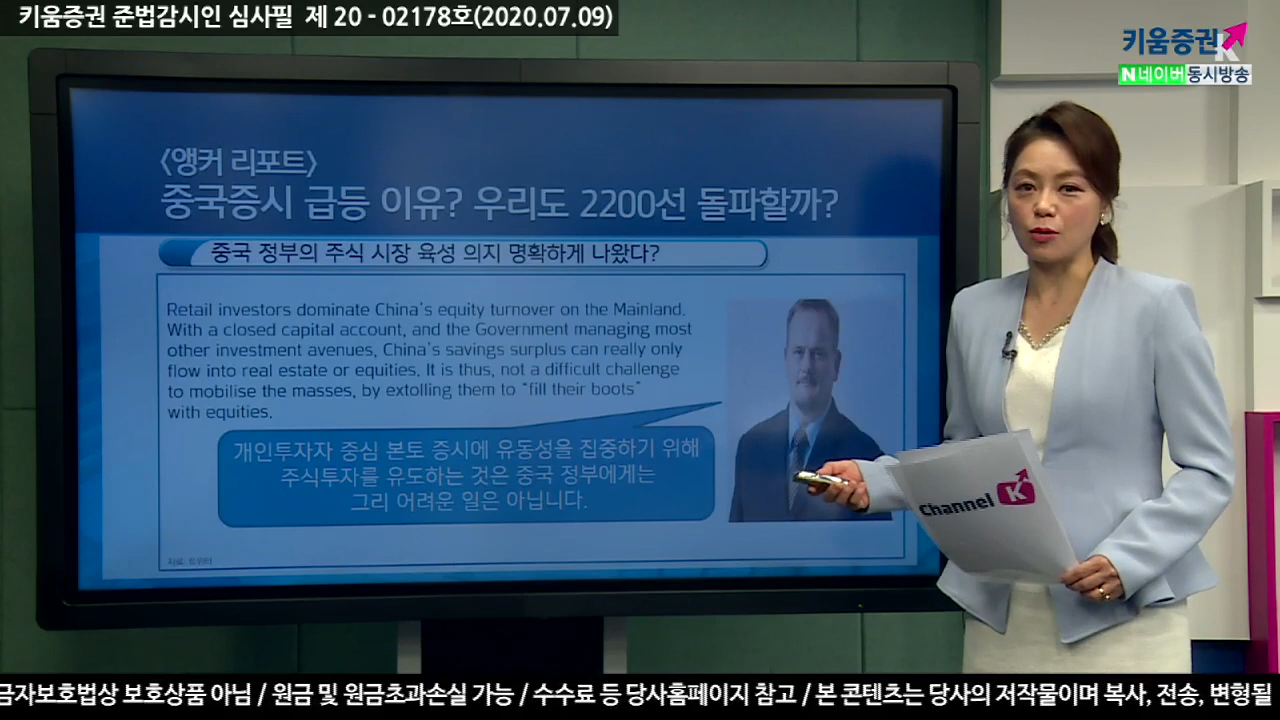 키움증권 준법감시인 심사필 제 20 - 02178호(2020.07.09)
키움증권
K
N 네이버 동시방송
<앵커 리포트>
중국증시 급등 이유? 우리도 2200선 돌파할까?
중국 정부의 주식 시장 육성 의지 명확하게 나왔다?
Retail investors dominate China's equity turnover on the Mainland.
With a closed capital account, and the Government managing most
other investment avenues, China's savings surplus can really only
flow into real estate or equities. It is thus, not a difficult challenge
to mobilise the masses, by extolling them to "fill their boots"
with equities.
개인투자자 중심 본토 증시에 유동성을 집중하기 위해
주식투자를 유도하는 것은 중국 정부에게는
그리 어려운 일은 아닙니다.
자료: 트위터
Channel K
금자보호법상 보호상품 아님 / 원금 및 원금초과손실 가능 / 수수료 등 당사홈페이지 참고 / 본 콘텐츠는 당사의 저작물이며 복사, 전송, 변형될